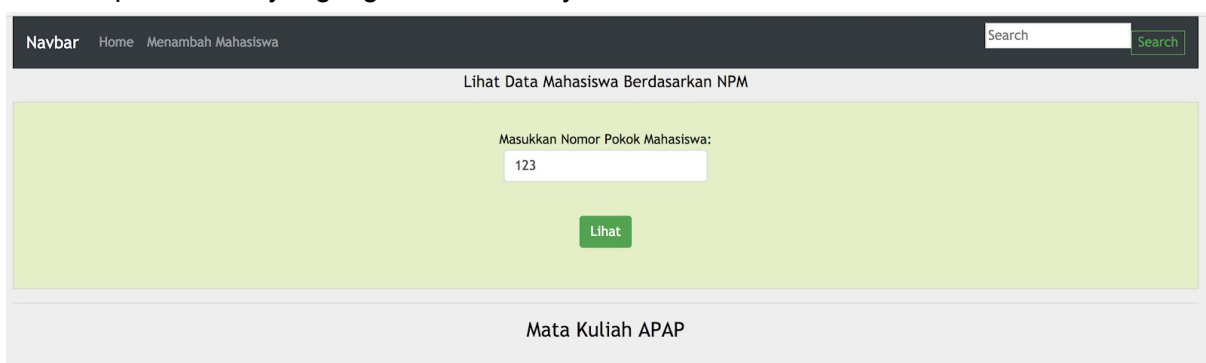 Navbar Home Menambah Mahasiswa Search Search
Lihat Data Mahasiswa Berdasarkan NPM
Masukkan Nomor Pokok Mahasiswa:
123
Lihat
Mata Kuliah APAP